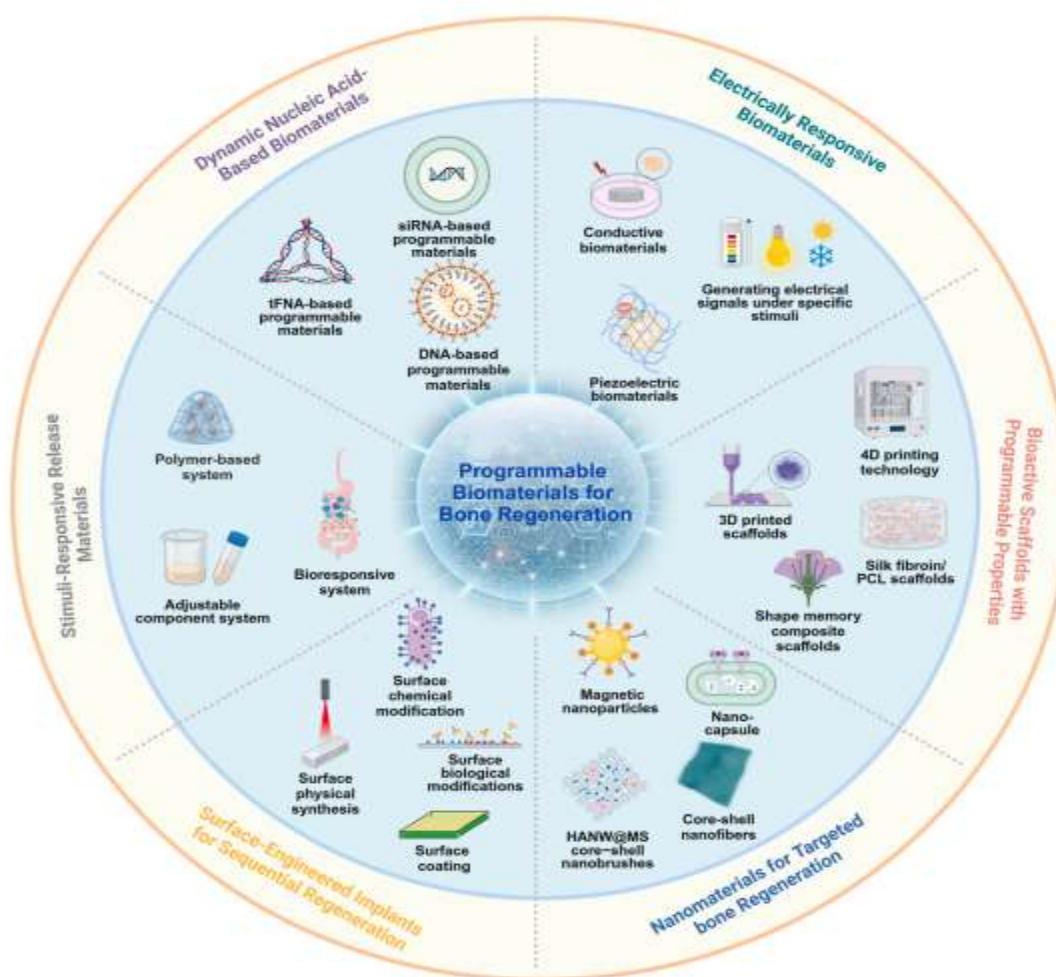 Dynamic Nucleic Acid-
Based Biomaterials
siRNA-based
programmable
materials
tFNA-based
programmable
materials
DNA-based
programmable
materials
Electrically Responsive
Biomaterials
Conductive
biomaterials
Generating electrical
signals under specific
stimuli
Piezoelectric
biomaterials
Bioactive Scaffolds with
Programmable Properties
4D printing
technology
3D printed
scaffolds
Silk fibroin/
PCL scaffolds
Shape memory
composite
scaffolds
Programmable
Biomaterials for
Bone Regeneration
Stimuli-Responsive Release
Materials
Polymer-based
system
Bioresponsive
system
Adjustable
component system
Surface-Engineered Implants
for Sequential Regeneration
Surface
chemical
modification
Surface
physical
synthesis
Surface
biological
modifications
Surface
coating
Nanomaterials for Targeted
bone Regeneration
Magnetic
nanoparticles
Nano-
capsule
HANW@MS
core-shell
nanobrushes
Core-shell
nanofibers